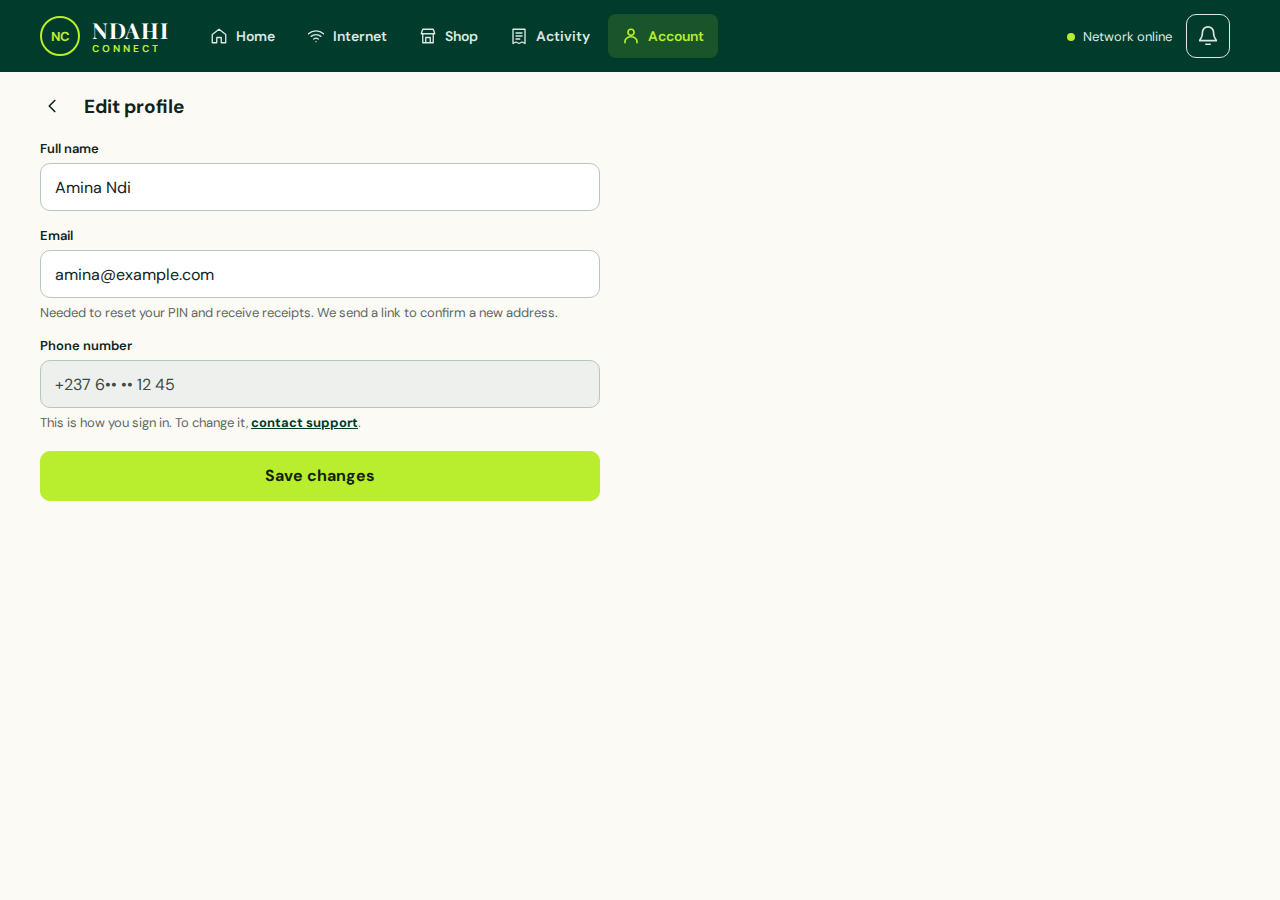 NC
NDAHI
CONNECT
Home
Internet
Shop
Activity
Account
Network online
Edit profile
Full name
Amina Ndi
Email
amina@example.com
Needed to reset your PIN and receive receipts. We send a link to confirm a new address.
Phone number
+237 6•• •• 12 45
This is how you sign in. To change it, contact support.
Save changes